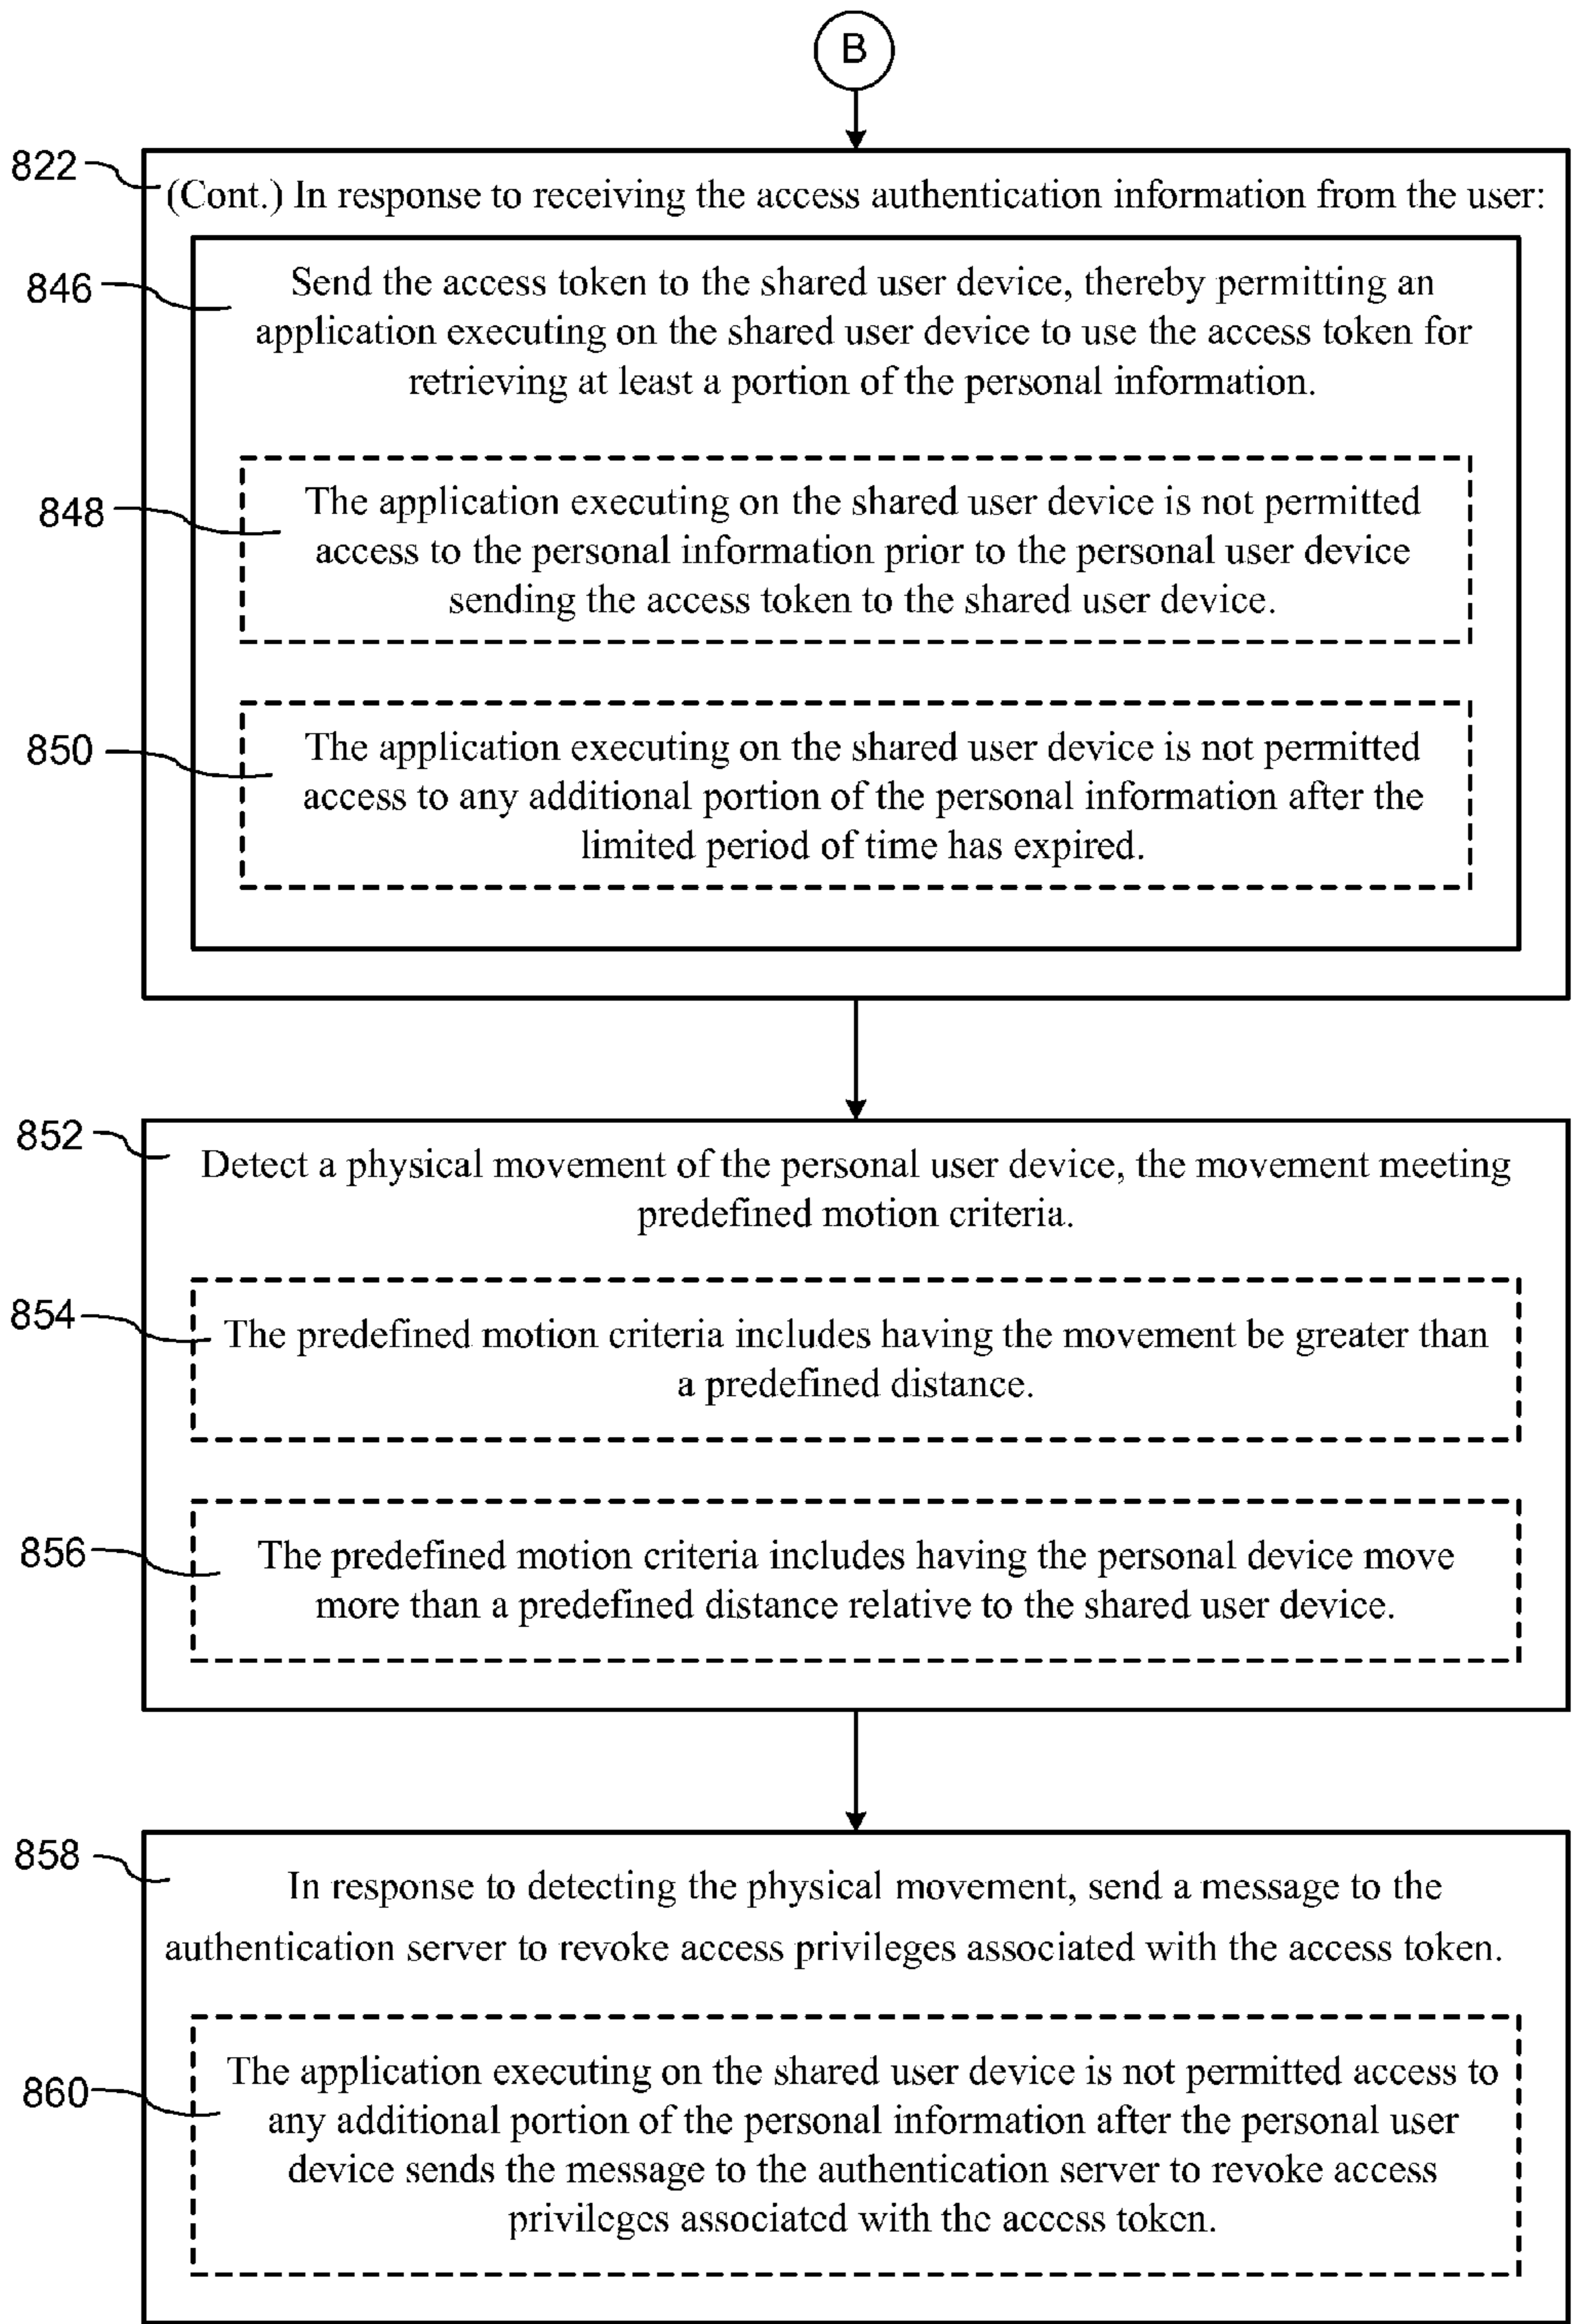 B
822
(Cont.) In response to receiving the access authentication information from the user:
846
Send the access token to the shared user device, thereby permitting an
application executing on the shared user device to use the access token for
retrieving at least a portion of the personal information.
848
The application executing on the shared user device is not permitted
access to the personal information prior to the personal user device
sending the access token to the shared user device.
850
The application executing on the shared user device is not permitted
access to any additional portion of the personal information after the
limited period of time has expired.
852
Detect a physical movement of the personal user device, the movement meeting
predefined motion criteria.
854
The predefined motion criteria includes having the movement be greater than
a predefined distance.
856
The predefined motion criteria includes having the personal device move
more than a predefined distance relative to the shared user device.
858
In response to detecting the physical movement, send a message to the
authentication server to revoke access privileges associated with the access token.
860
The application executing on the shared user device is not permitted access to
any additional portion of the personal information after the personal user
device sends the message to the authentication server to revoke access
privileges associated with the access token.